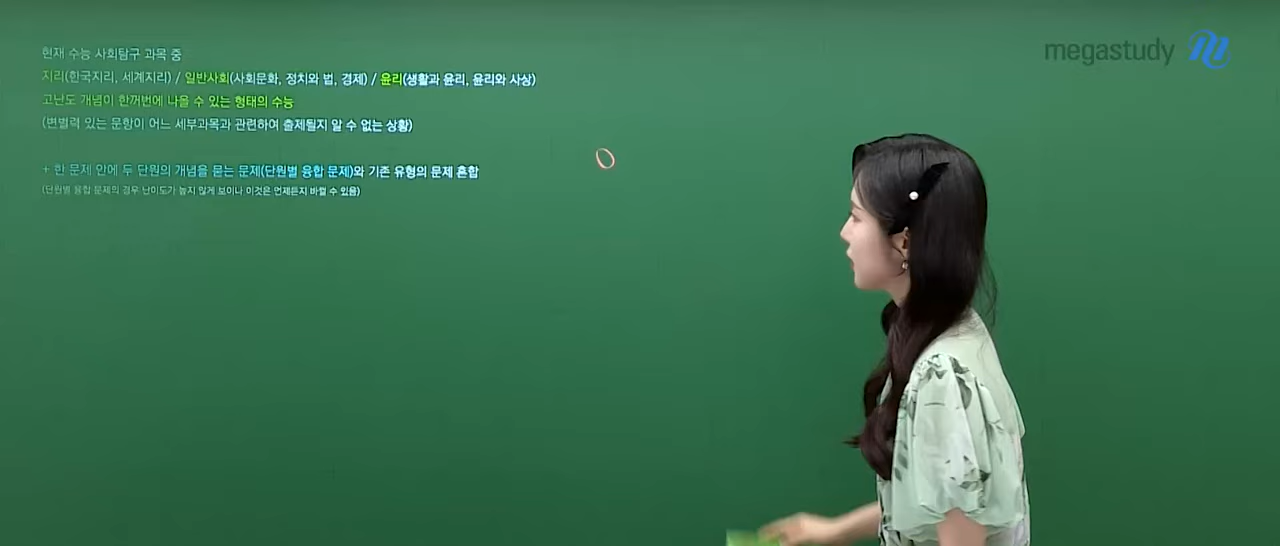 현재 수능 사회탐구 과목 중
지리(한국지리, 세계지리) / 일반사회(사회문화, 정치와 법, 경제) / 윤리(생활과 윤리, 윤리와 사상)
고난도 개념이 한꺼번에 나올 수 있는 형태의 수능
(변별력 있는 문항이 어느 세부과목과 관련하여 출제될지 알 수 없는 상황)
+ 한 문제 안에 두 단원의 개념을 묻는 문제(단원별 융합 문제)와 기존 유형의 문제 혼합
(단원별 융합 문제의 경우 난이도가 높지 않게 보이나 이것은 언제든지 바뀔 수 있음)
megastudy